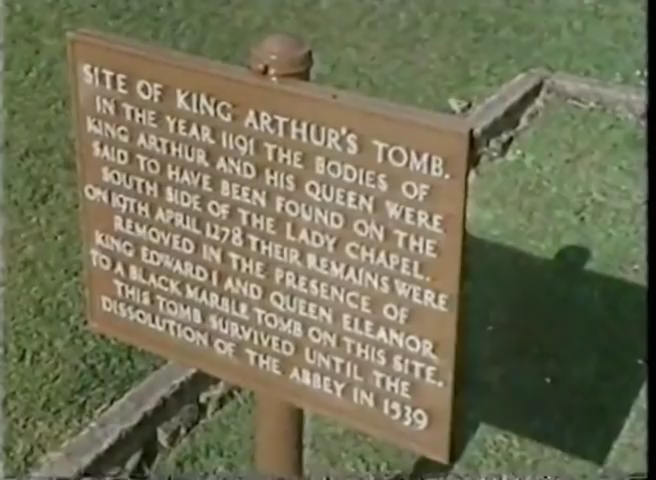 SITE OF KING ARTHUR'S TOMB.
IN THE YEAR 1191 THE BODIES OF
KING ARTHUR AND HIS QUEEN WERE
SAID TO HAVE BEEN FOUND ON THE
SOUTH SIDE OF THE LADY CHAPEL.
ON 19TH APRIL 1278 THEIR REMAINS WERE
REMOVED IN THE PRESENCE OF
KING EDWARD I AND QUEEN ELEANOR
TO A BLACK MARBLE TOMB ON THIS SITE.
THIS TOMB SURVIVED UNTIL THE
DISSOLUTION OF THE ABBEY IN 1539